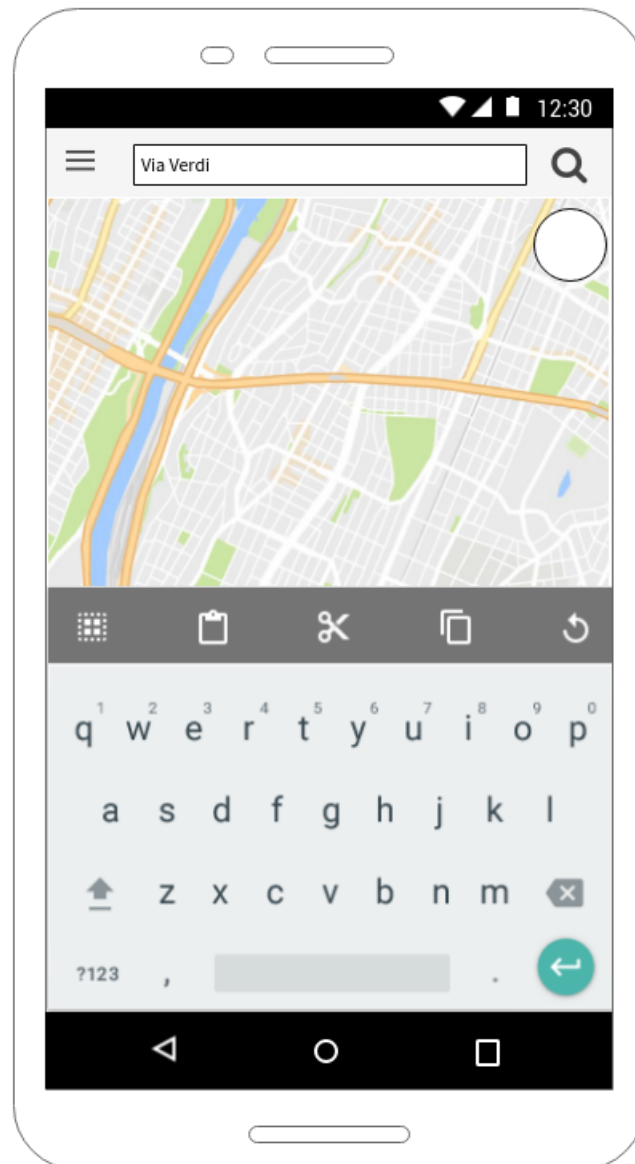 12:30
Via Verdi
1 2 3 4 5 6 7 8 9 0
q w e r t y u i o p
a s d f g h j k l
z x c v b n m
?123 , .